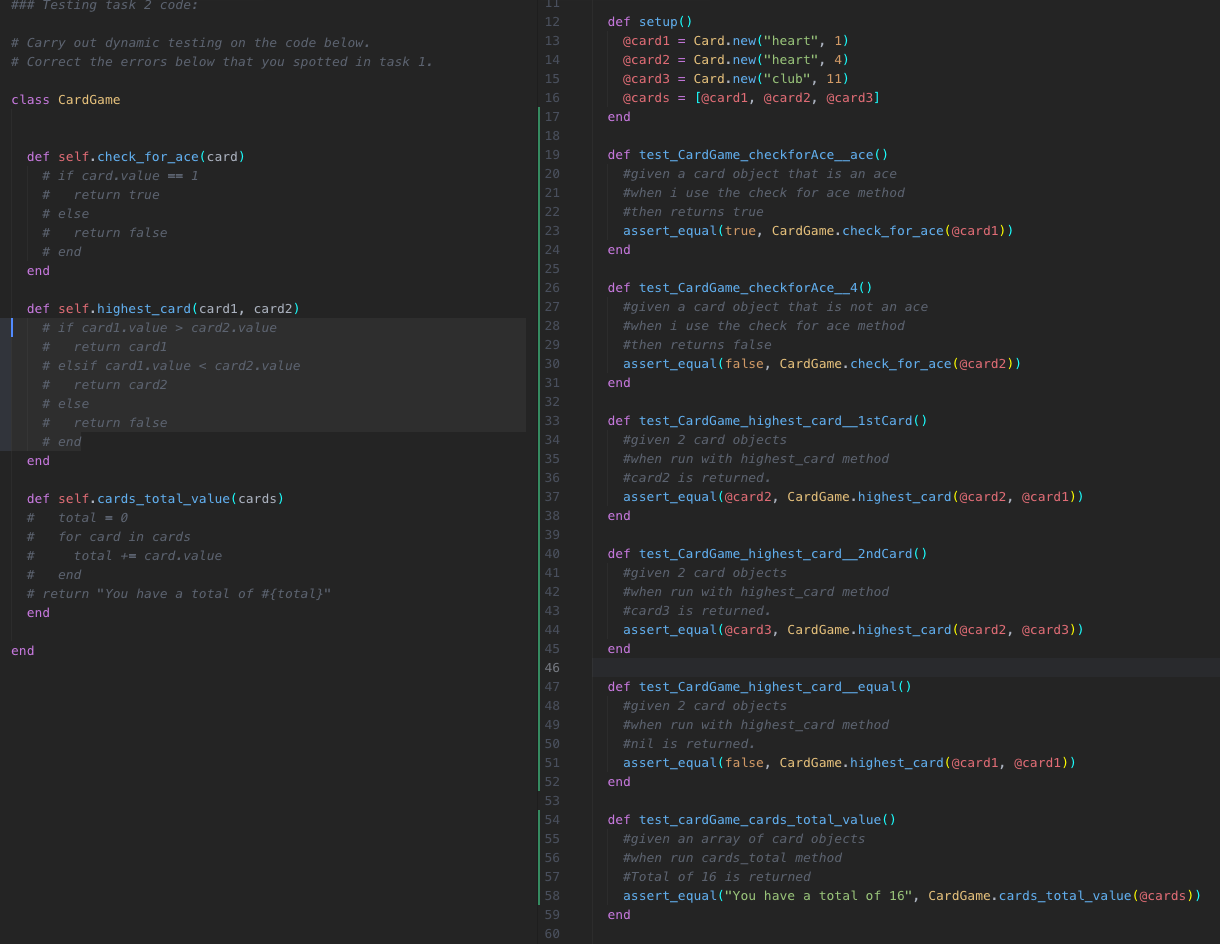 ### Testing task 2 code:
# Carry out dynamic testing on the code below.
# Correct the errors below that you spotted in task 1.
class CardGame
def self.check_for_ace(card)
# if card.value == 1
#   return true
# else
#   return false
# end
end
def self.highest_card(card1, card2)
# if card1.value > card2.value
#   return card1
# elsif card1.value < card2.value
#   return card2
# else
#   return false
# end
end
def self.cards_total_value(cards)
#   total = 0
#   for card in cards
#     total += card.value
#   end
# return "You have a total of #{total}"
end
end
11
12 def setup()
13 @card1 = Card.new("heart", 1)
14 @card2 = Card.new("heart", 4)
15 @card3 = Card.new("club", 11)
16 @cards = [@card1, @card2, @card3]
17 end
18
19 def test_CardGame_checkforAce__ace()
20 #given a card object that is an ace
21 #when i use the check for ace method
22 #then returns true
23 assert_equal(true, CardGame.check_for_ace(@card1))
24 end
25
26 def test_CardGame_checkforAce__4()
27 #given a card object that is not an ace
28 #when i use the check for ace method
29 #then returns false
30 assert_equal(false, CardGame.check_for_ace(@card2))
31 end
32
33 def test_CardGame_highest_card__1stCard()
34 #given 2 card objects
35 #when run with highest_card method
36 #card2 is returned.
37 assert_equal(@card2, CardGame.highest_card(@card2, @card1))
38 end
39
40 def test_CardGame_highest_card__2ndCard()
41 #given 2 card objects
42 #when run with highest_card method
43 #card3 is returned.
44 assert_equal(@card3, CardGame.highest_card(@card2, @card3))
45 end
46
47 def test_CardGame_highest_card__equal()
48 #given 2 card objects
49 #when run with highest_card method
50 #nil is returned.
51 assert_equal(false, CardGame.highest_card(@card1, @card1))
52 end
53
54 def test_cardGame_cards_total_value()
55 #given an array of card objects
56 #when run cards_total method
57 #Total of 16 is returned
58 assert_equal("You have a total of 16", CardGame.cards_total_value(@cards))
59 end
60